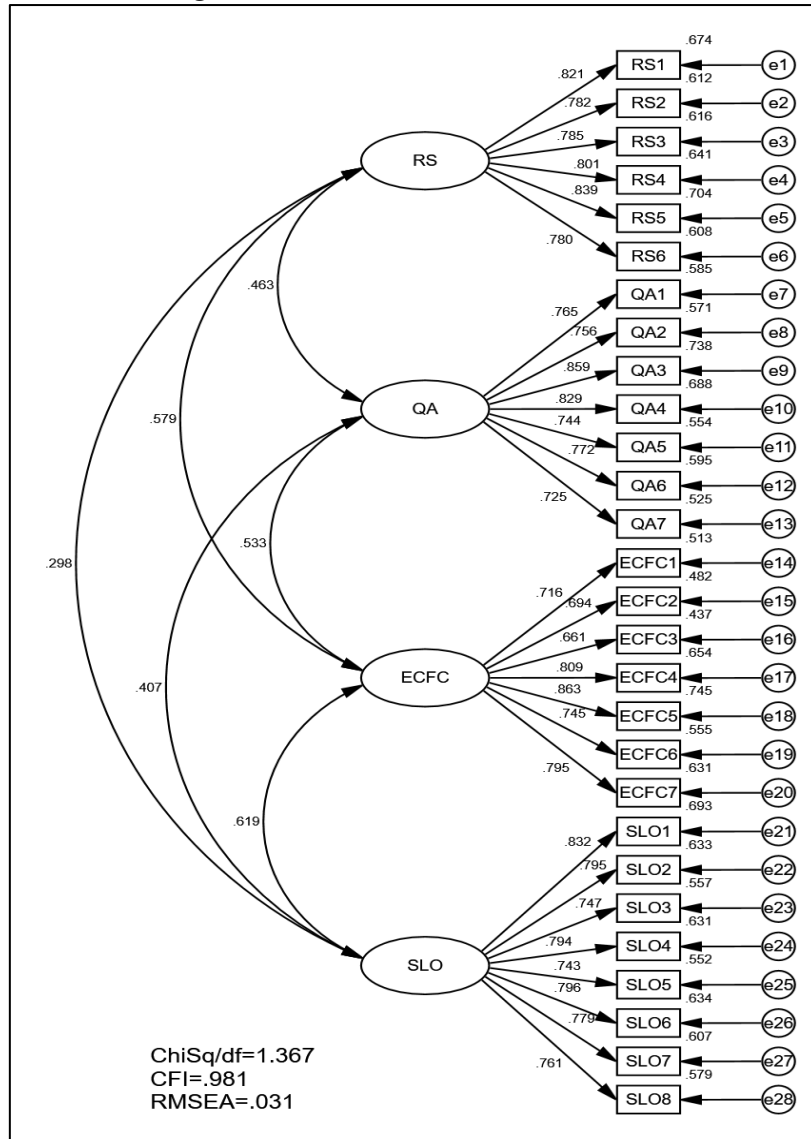 .674
.821 RS1 e1
.612
.782 RS2 e2
.616
.785 RS3 e3
.641
RS .801 RS4 e4
.704
.839 RS5 e5
.608
.780 RS6 e6
.585
.463
.765 QA1 e7
.571
.756 QA2 e8
.738
.859 QA3 e9
.688
.579 QA .829 QA4 e10
.554
.744 QA5 e11
.595
.772 QA6 e12
.525
.725 QA7 e13
.513
.298 .533
.716 ECFC1 e14
.482
.694 ECFC2 e15
.437
.661 ECFC3 e16
.654
.407 ECFC .809 ECFC4 e17
.745
.863 ECFC5 e18
.555
.745 ECFC6 e19
.631
.795 ECFC7 e20
.693
.619
.832 SLO1 e21
.633
.795 SLO2 e22
.557
.747 SLO3 e23
.631
SLO .794 SLO4 e24
.552
.743 SLO5 e25
.634
.796 SLO6 e26
.607
.779 SLO7 e27
.579
.761 SLO8 e28
ChiSq/df=1.367
CFI=.981
RMSEA=.031